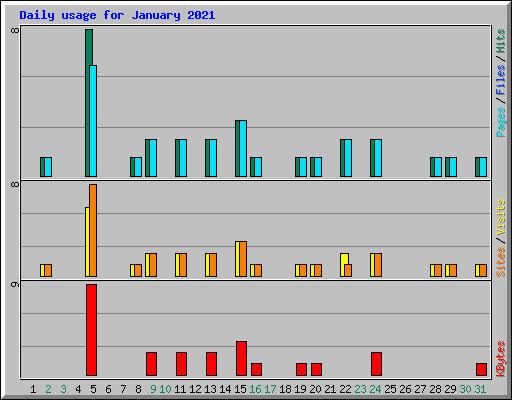 Daily usage for January 2021
8
Pages/Files/Hits
8
Sites/Visits
9
KBytes
1 2 3 4 5 6 7 8 9 10 11 12 13 14 15 16 17 18 19 20 21 22 23 24 25 26 27 28 29 30 31